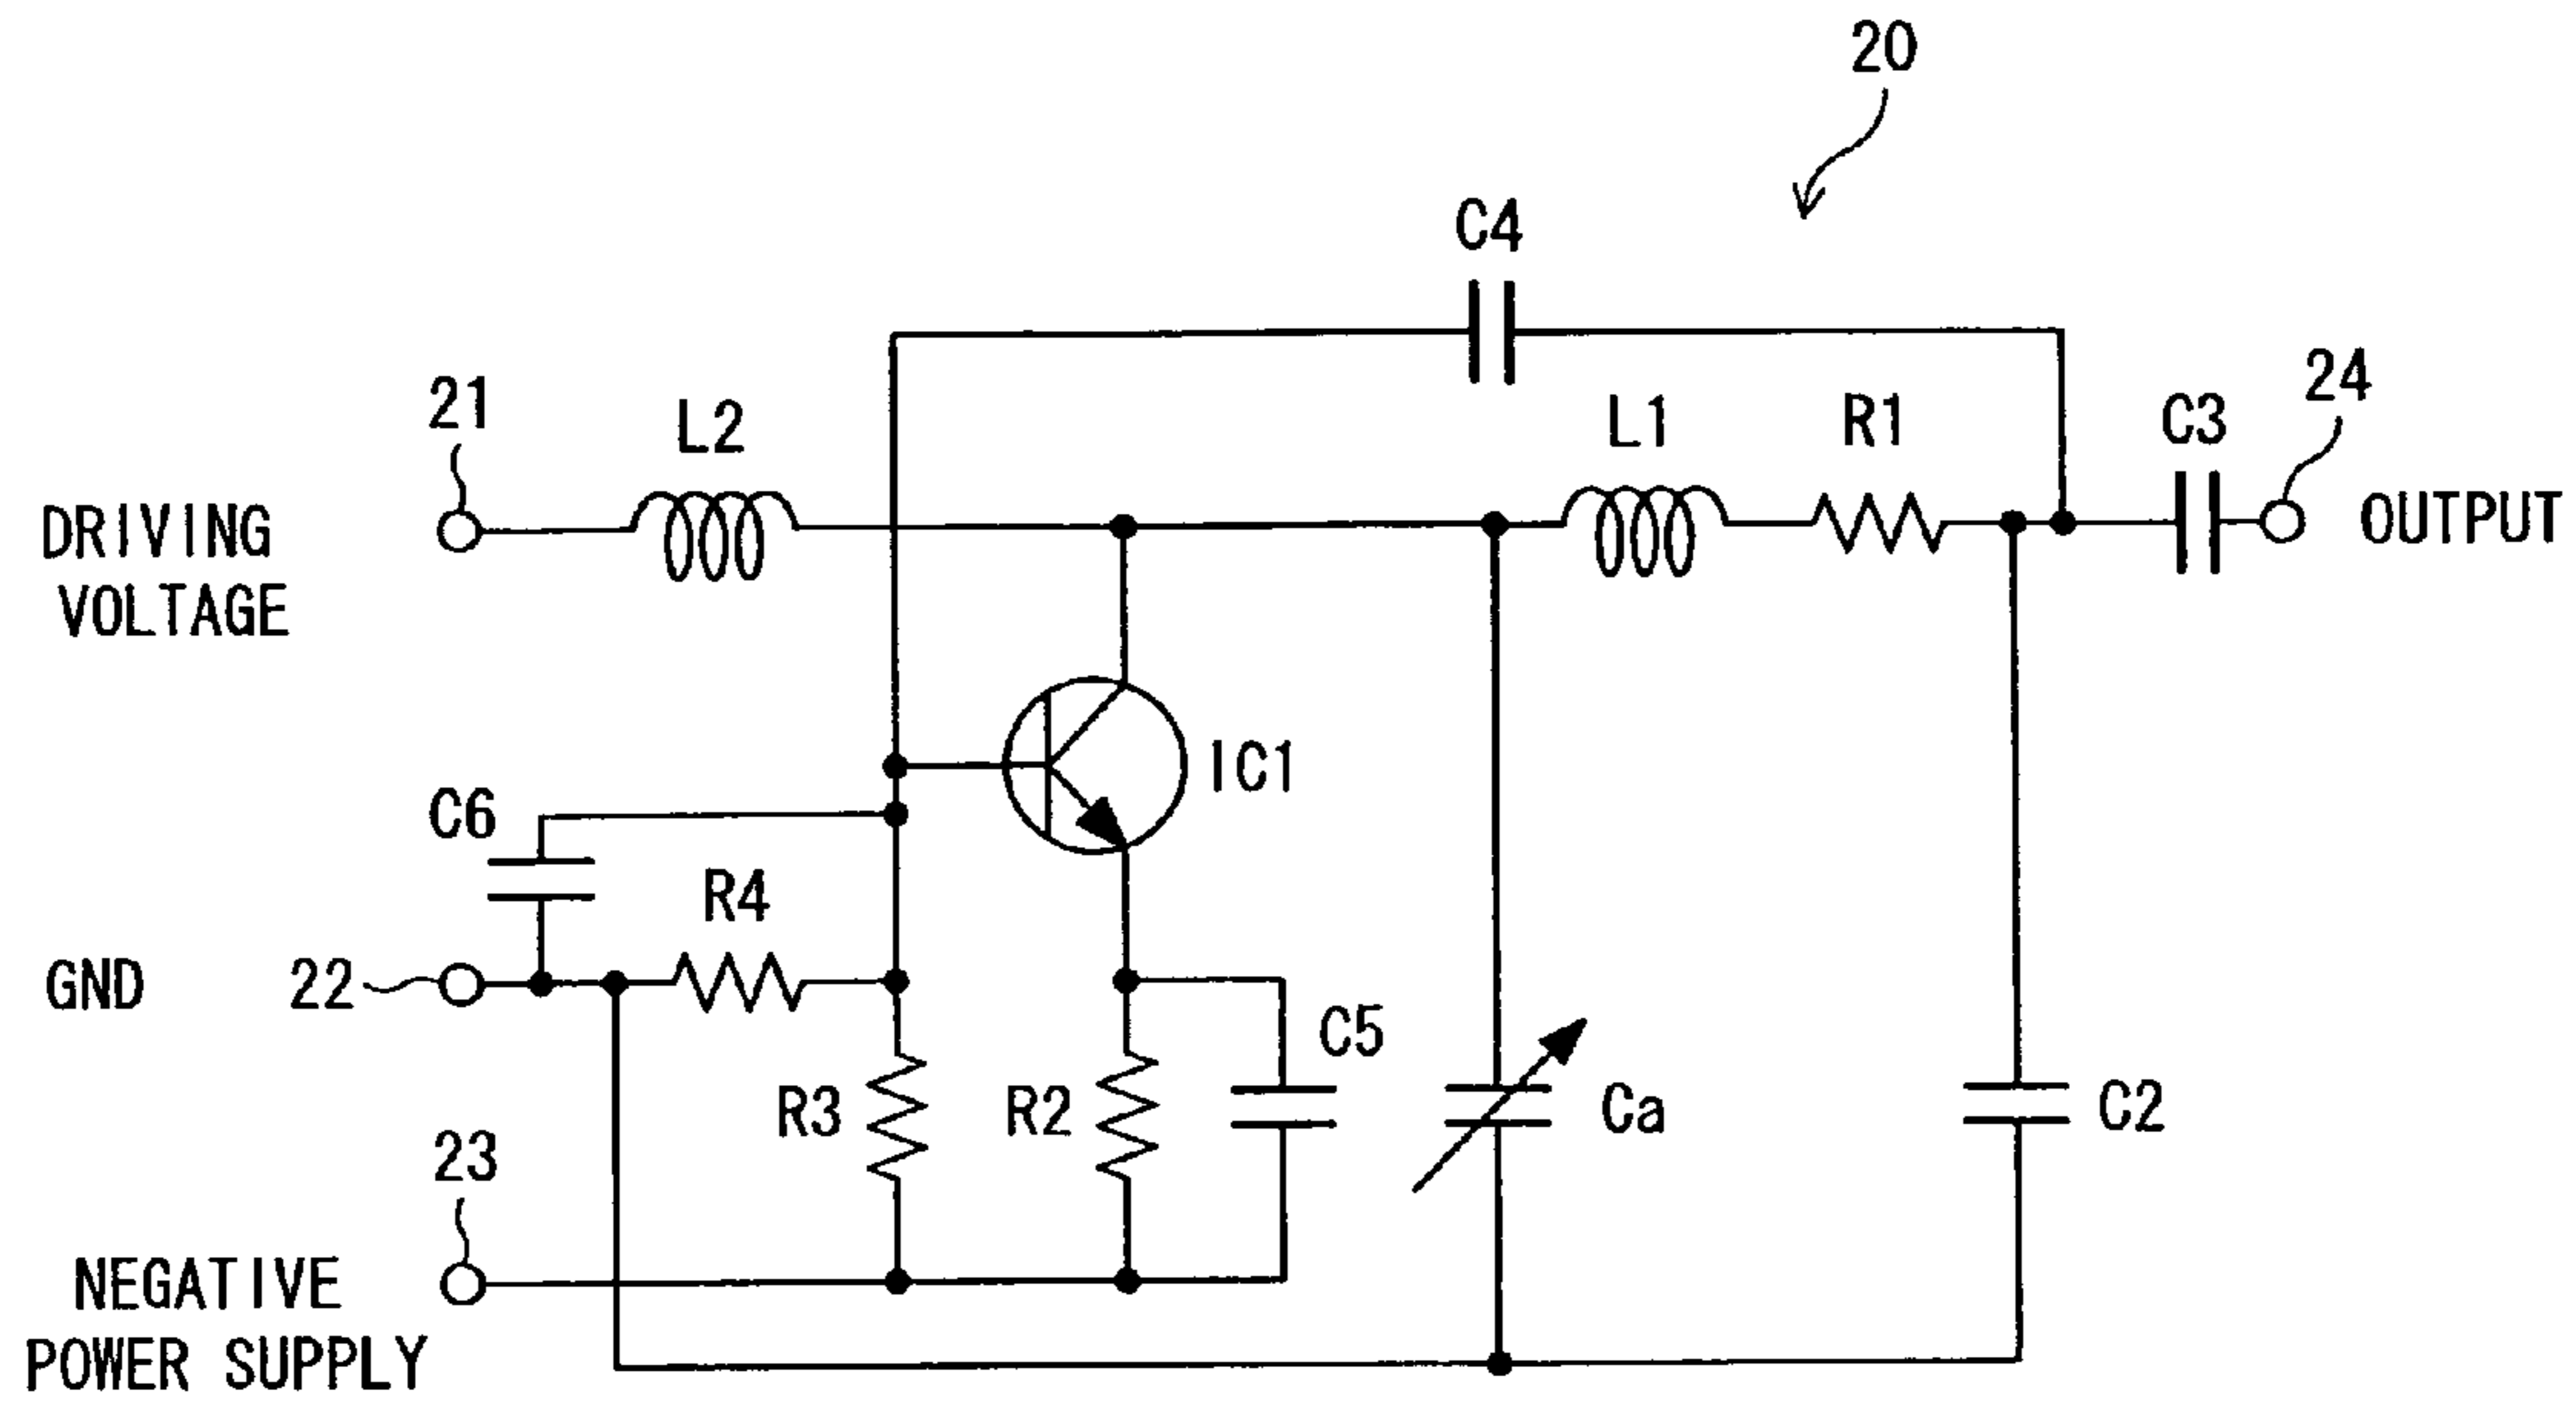 20
C4
21
L2
L1
R1
C3
24
DRIVING
VOLTAGE
OUTPUT
IC1
C6
R4
GND
22
C5
R3
R2
Ca
C2
23
NEGATIVE
POWER SUPPLY